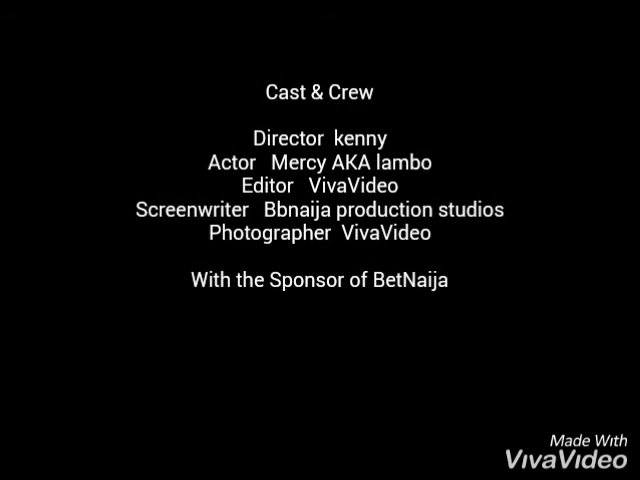 Cast & Crew
Director kenny
Actor Mercy AKA lambo
Editor VivaVideo
Screenwriter Bbnaija production studios
Photographer VivaVideo
With the Sponsor of BetNaija
Made With
VivaVideo